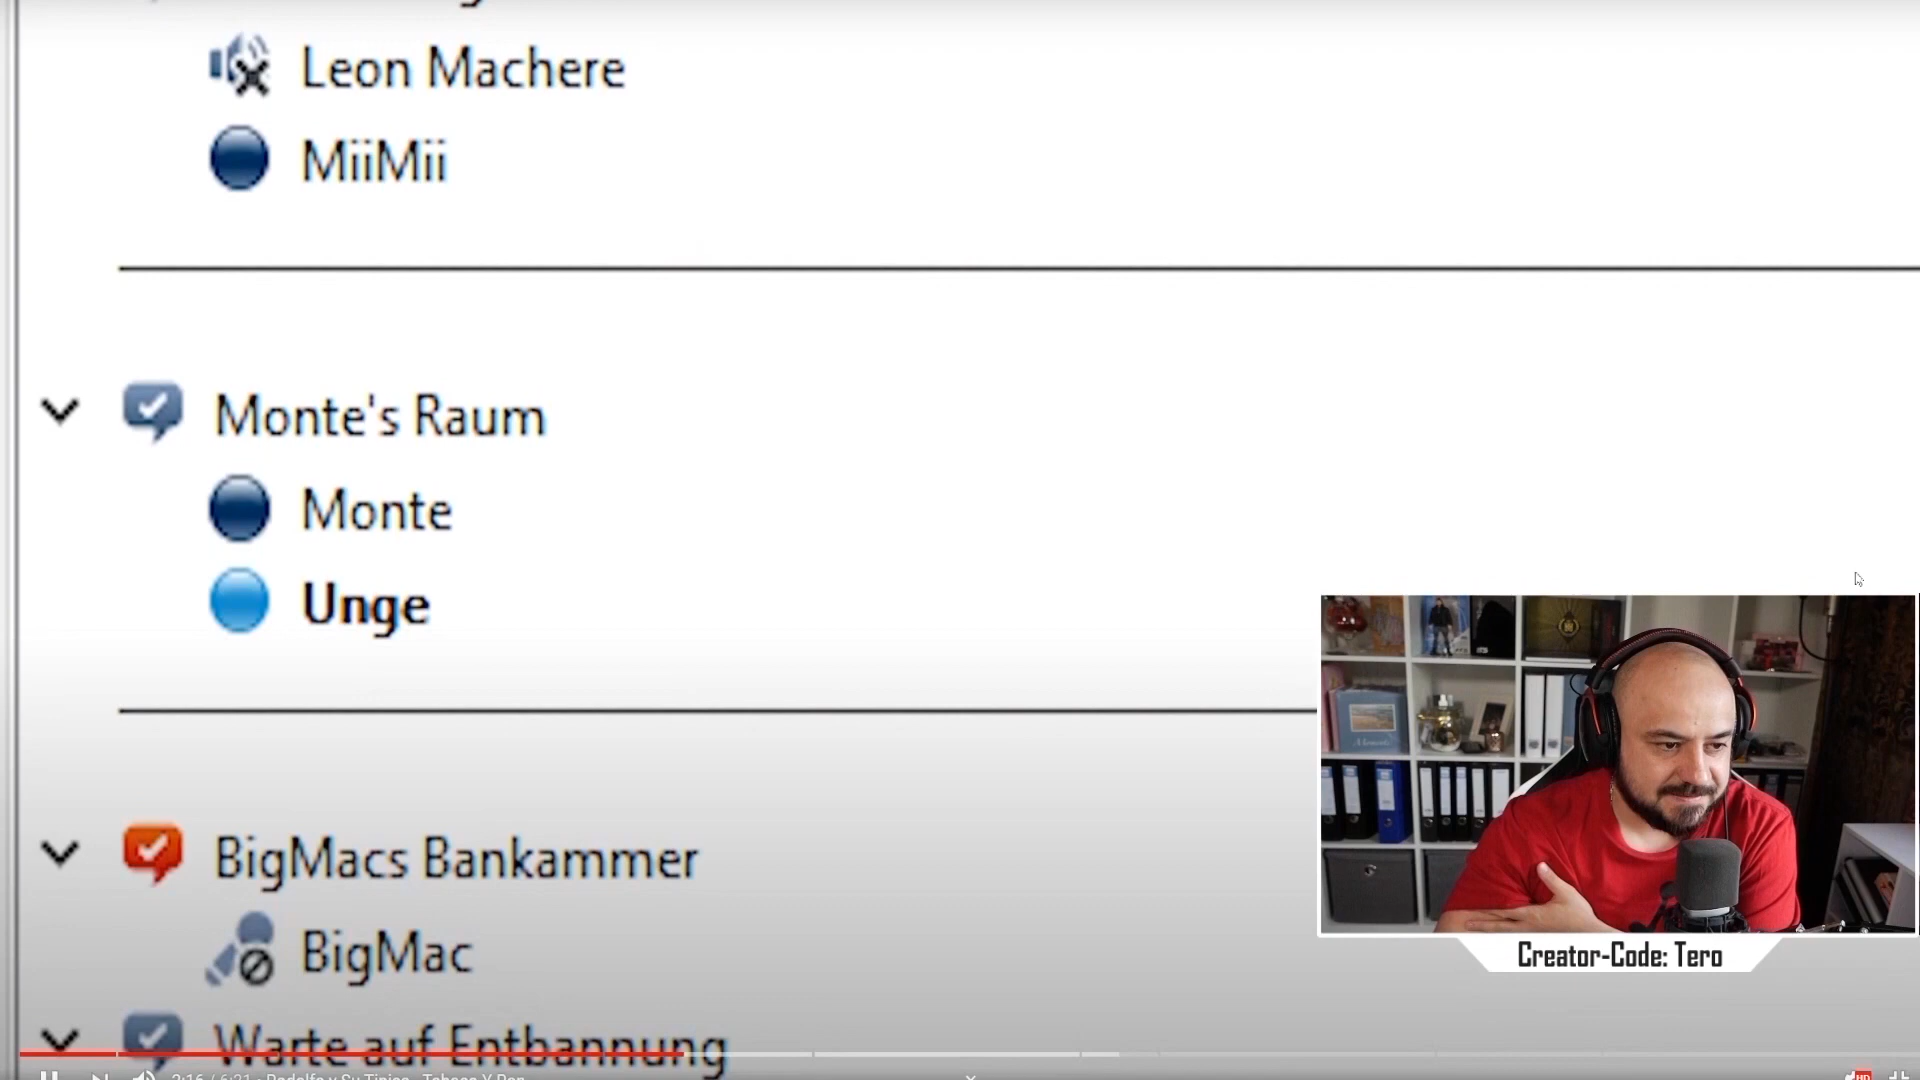 Leon Machere
MiiMii
Monte's Raum
Monte
Unge
BigMacs Bankammer
BigMac
Creator-Code: Tero
Warte auf Entbannung